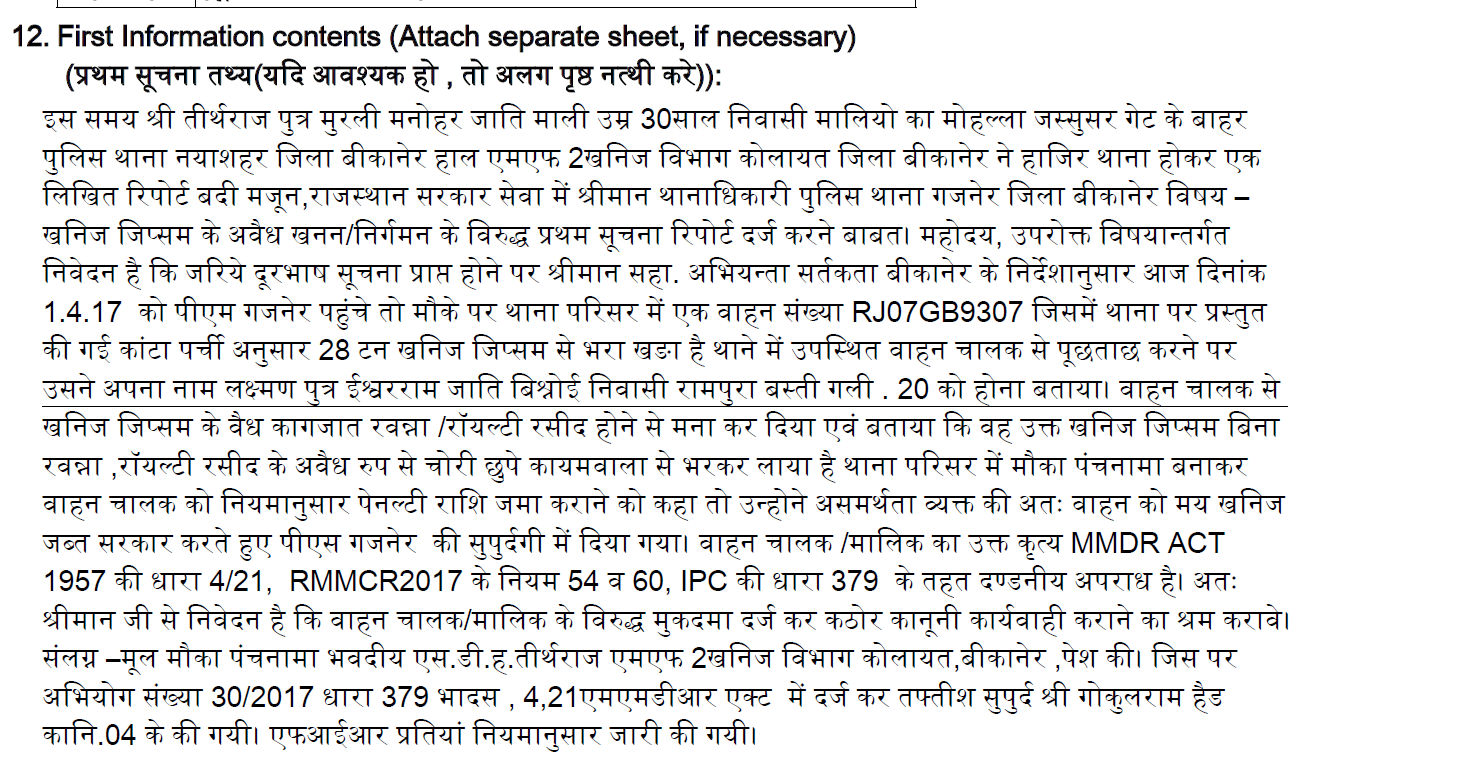 12. First Information contents (Attach separate sheet, if necessary)
(प्रथम सूचना तथ्य(यदि आवश्यक हो , तो अलग पृष्ठ नत्थी करे)):
इस समय श्री तीर्थराज पुत्र मुरली मनोहर जाति माली उम्र 30साल निवासी मालियो का मोहल्ला जस्सुसर गेट के बाहर
पुलिस थाना नयाशहर जिला बीकानेर हाल एमएफ 2खनिज विभाग कोलायत जिला बीकानेर ने हाजिर थाना होकर एक
लिखित रिपोर्ट बदी मजून,राजस्थान सरकार सेवा में श्रीमान थानाधिकारी पुलिस थाना गजनेर जिला बीकानेर विषय –
खनिज जिप्सम के अवैध खनन/निर्गमन के विरुद्ध प्रथम सूचना रिपोर्ट दर्ज करने बाबत। महोदय, उपरोक्त विषयान्तर्गत
निवेदन है कि जरिये दूरभाष सूचना प्राप्त होने पर श्रीमान सहा. अभियन्ता सर्तकता बीकानेर के निर्देशानुसार आज दिनांक
1.4.17 को पीएम गजनेर पहुंचे तो मौके पर थाना परिसर में एक वाहन संख्या RJ07GB9307 जिसमें थाना पर प्रस्तुत
की गई कांटा पर्ची अनुसार 28 टन खनिज जिप्सम से भरा खङा है थाने में उपस्थित वाहन चालक से पूछताछ करने पर
उसने अपना नाम लक्ष्मण पुत्र ईश्वरराम जाति बिश्नोई निवासी रामपुरा बस्ती गली . 20 को होना बताया। वाहन चालक से
खनिज जिप्सम के वैध कागजात रवन्ना /रॉयल्टी रसीद होने से मना कर दिया एवं बताया कि वह उक्त खनिज जिप्सम बिना
रवन्ना ,रॉयल्टी रसीद के अवैध रुप से चोरी छुपे कायमवाला से भरकर लाया है थाना परिसर में मौका पंचनामा बनाकर
वाहन चालक को नियमानुसार पेनल्टी राशि जमा कराने को कहा तो उन्होने असमर्थता व्यक्त की अतः वाहन को मय खनिज
जब्त सरकार करते हुए पीएस गजनेर की सुपुर्दगी में दिया गया। वाहन चालक /मालिक का उक्त कृत्य MMDR ACT
1957 की धारा 4/21, RMMCR2017 के नियम 54 व 60, IPC की धारा 379 के तहत दण्डनीय अपराध है। अतः
श्रीमान जी से निवेदन है कि वाहन चालक/मालिक के विरुद्ध मुकदमा दर्ज कर कठोर कानूनी कार्यवाही कराने का श्रम करावे।
संलग्न –मूल मौका पंचनामा भवदीय एस.डी.ह.तीर्थराज एमएफ 2खनिज विभाग कोलायत,बीकानेर ,पेश की। जिस पर
अभियोग संख्या 30/2017 धारा 379 भादस , 4,21एमएमडीआर एक्ट में दर्ज कर तफ्तीश सुपुर्द श्री गोकुलराम हैड
कानि.04 के की गयी। एफआईआर प्रतियां नियमानुसार जारी की गयी।